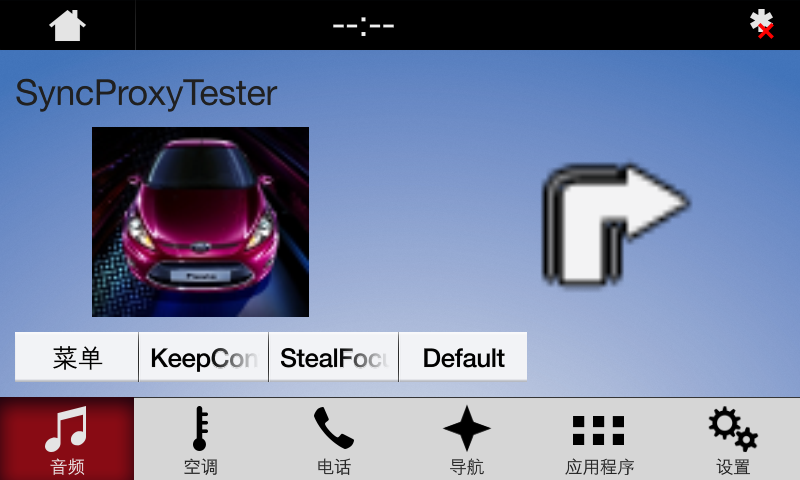 --:--
SyncProxyTester
菜单
KeepCon
StealFocu
Default
音频
空调
电话
导航
应用程序
设置